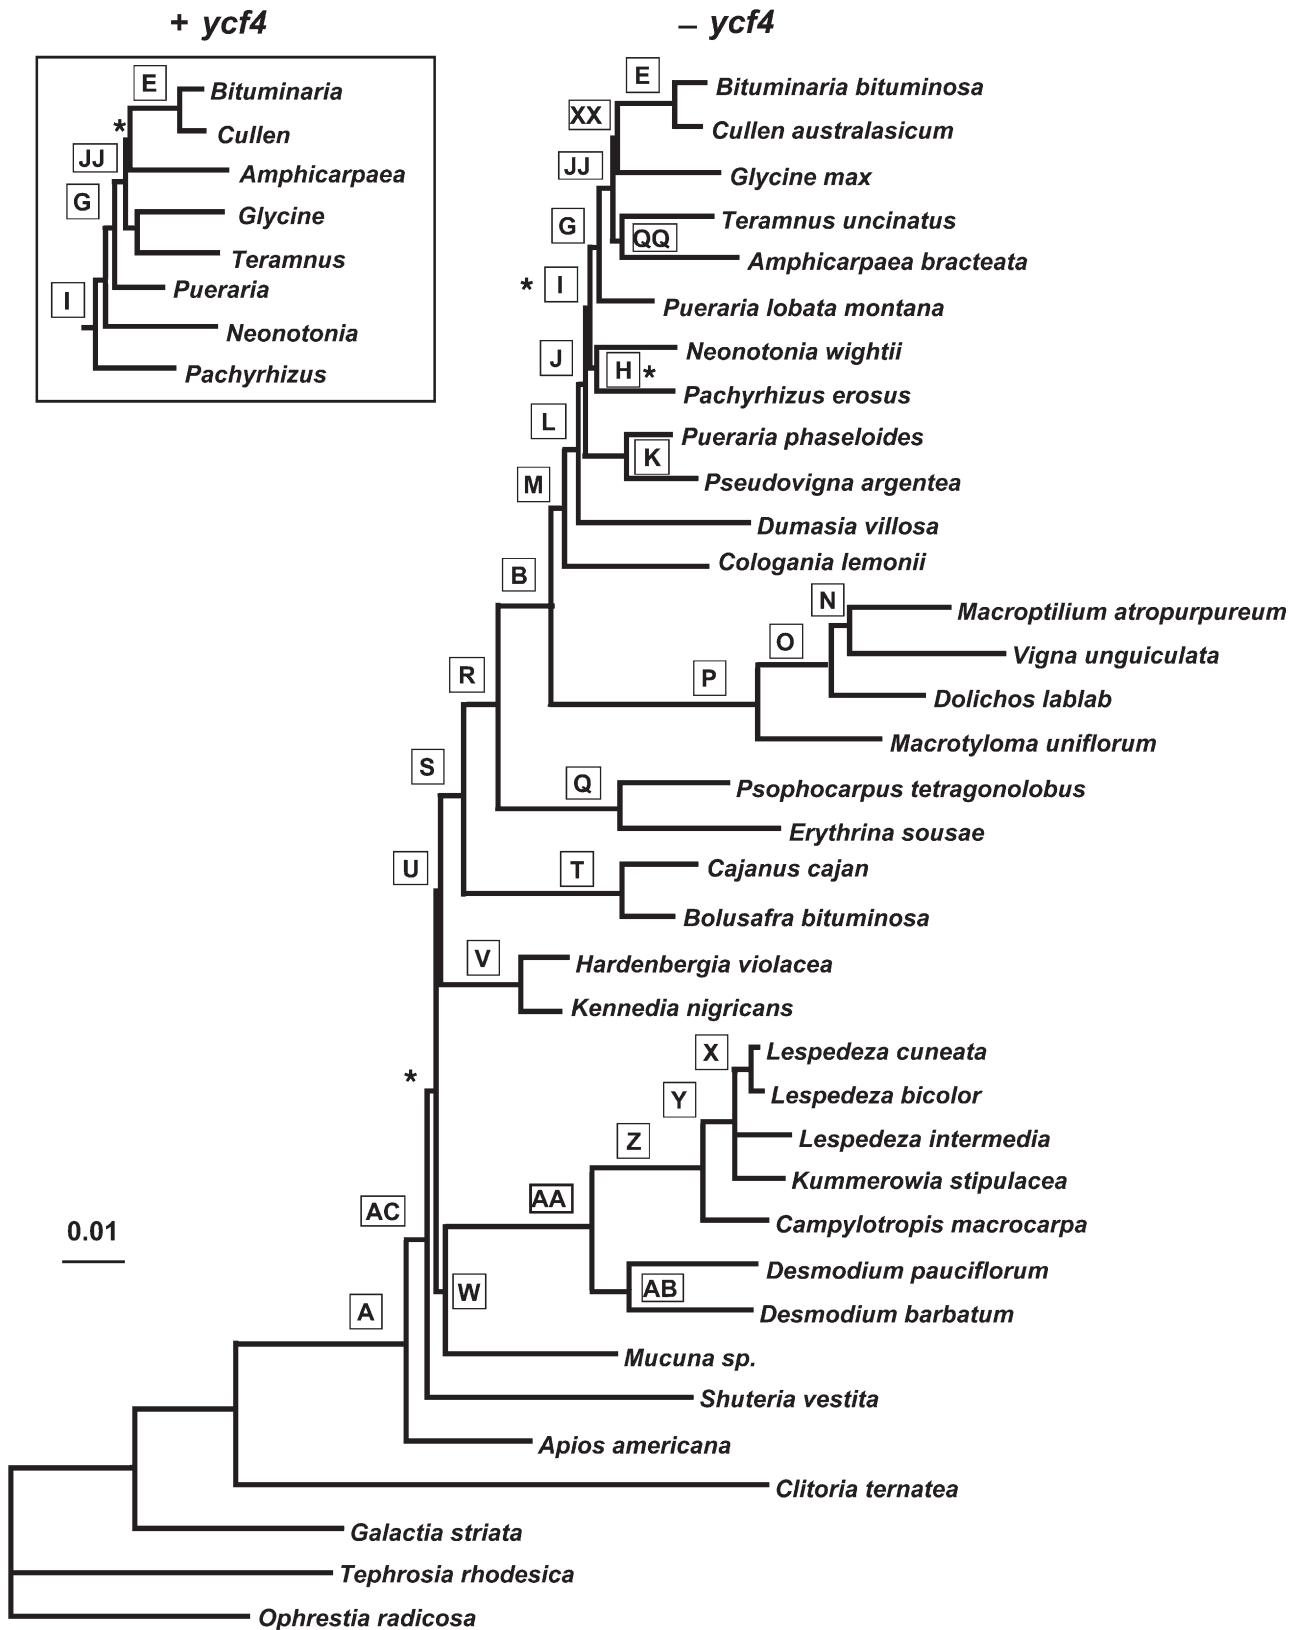 + ycf4
– ycf4
E
Bituminaria
Cullen
*
JJ
Amphicarpaea
G
Glycine
Teramnus
Pueraria
I
Neonotonia
Pachyrhizus
E
Bituminaria bituminosa
XX
Cullen australasicum
JJ
Glycine max
G
Teramnus uncinatus
QQ
Amphicarpaea bracteata
* I
Pueraria lobata montana
J
Neonotonia wightii
H *
Pachyrhizus erosus
L
Pueraria phaseoloides
K
M
Pseudovigna argentea
Dumasia villosa
B
Cologania lemonii
N
Macroptilium atropurpureum
O
Vigna unguiculata
R
P
Dolichos lablab
Macrotyloma uniflorum
S
Q
Psophocarpus tetragonolobus
Erythrina sousae
U
T
Cajanus cajan
Bolusafra bituminosa
V
Hardenbergia violacea
Kennedia nigricans
X
Lespedeza cuneata
*
Y
Lespedeza bicolor
Z
Lespedeza intermedia
Kummerowia stipulacea
AA
AC
Campylotropis macrocarpa
0.01
Desmodium pauciflorum
W
AB
A
Desmodium barbatum
Mucuna sp.
Shuteria vestita
Apios americana
Clitoria ternatea
Galactia striata
Tephrosia rhodesica
Ophrestia radicosa